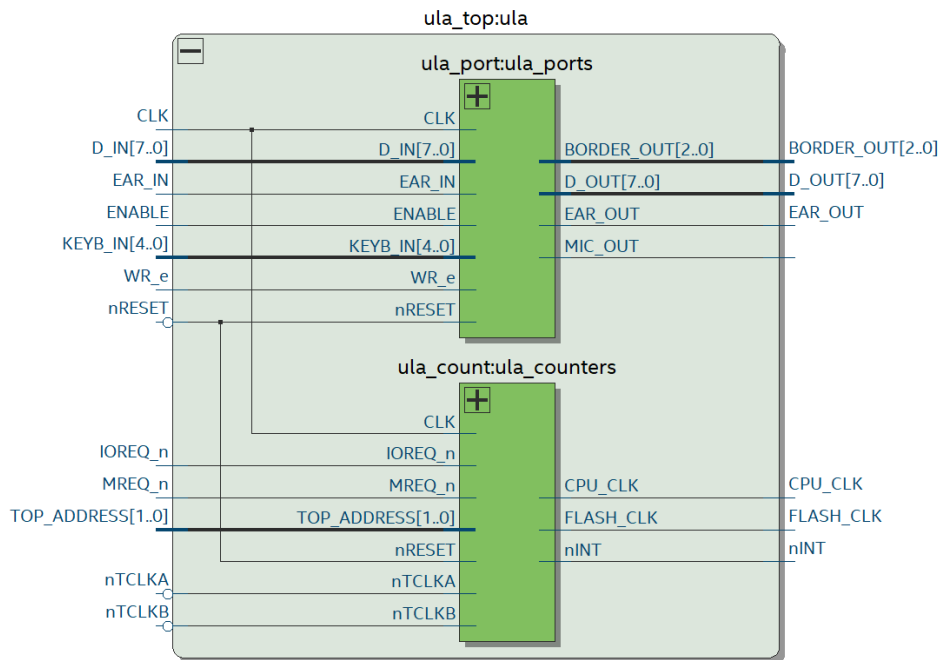 ula_top:ula
ula_port:ula_ports
CLK
CLK
D_IN[7..0]
D_IN[7..0]
BORDER_OUT[2..0]
BORDER_OUT[2..0]
EAR_IN
EAR_IN
D_OUT[7..0]
D_OUT[7..0]
ENABLE
ENABLE
EAR_OUT
EAR_OUT
KEYB_IN[4..0]
KEYB_IN[4..0]
MIC_OUT
WR_e
WR_e
nRESET
nRESET
ula_count:ula_counters
CLK
IOREQ_n
IOREQ_n
MREQ_n
MREQ_n
CPU_CLK
CPU_CLK
TOP_ADDRESS[1..0]
TOP_ADDRESS[1..0]
FLASH_CLK
FLASH_CLK
nRESET
nINT
nINT
nTCLKA
nTCLKA
nTCLKB
nTCLKB